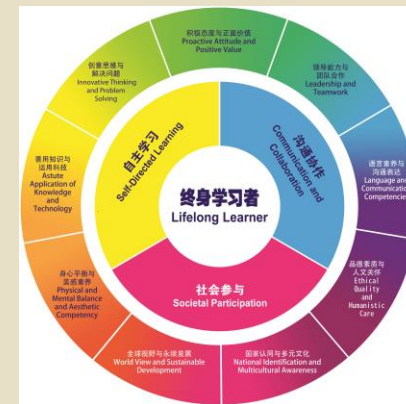 积极态度与正面价值
Proactive Attitude and
Positive Value
领导能力与
团队合作
Leadership and
Teamwork
语言素养与
沟通表达
Language and
Communication
Competencies
品德素质与
人文关怀
Ethical
Quality
and
Humanistic
Care
国家认同与多元文化
National Identification and
Multicultural Awareness
全球视野与永续发展
World View and Sustainable
Development
身心平衡与
美感素养
Physical and
Mental Balance
and Aesthetic
Competency
善用知识与
活用科技
Astute
Application of
Knowledge
and
Technology
创意思维与
解决问题
Innovative Thinking
and Problem
Solving
自主学习
Self-Directed Learning
沟通协作
Communication and
Collaboration
社会参与
Societal Participation
终身学习者
Lifelong Learner